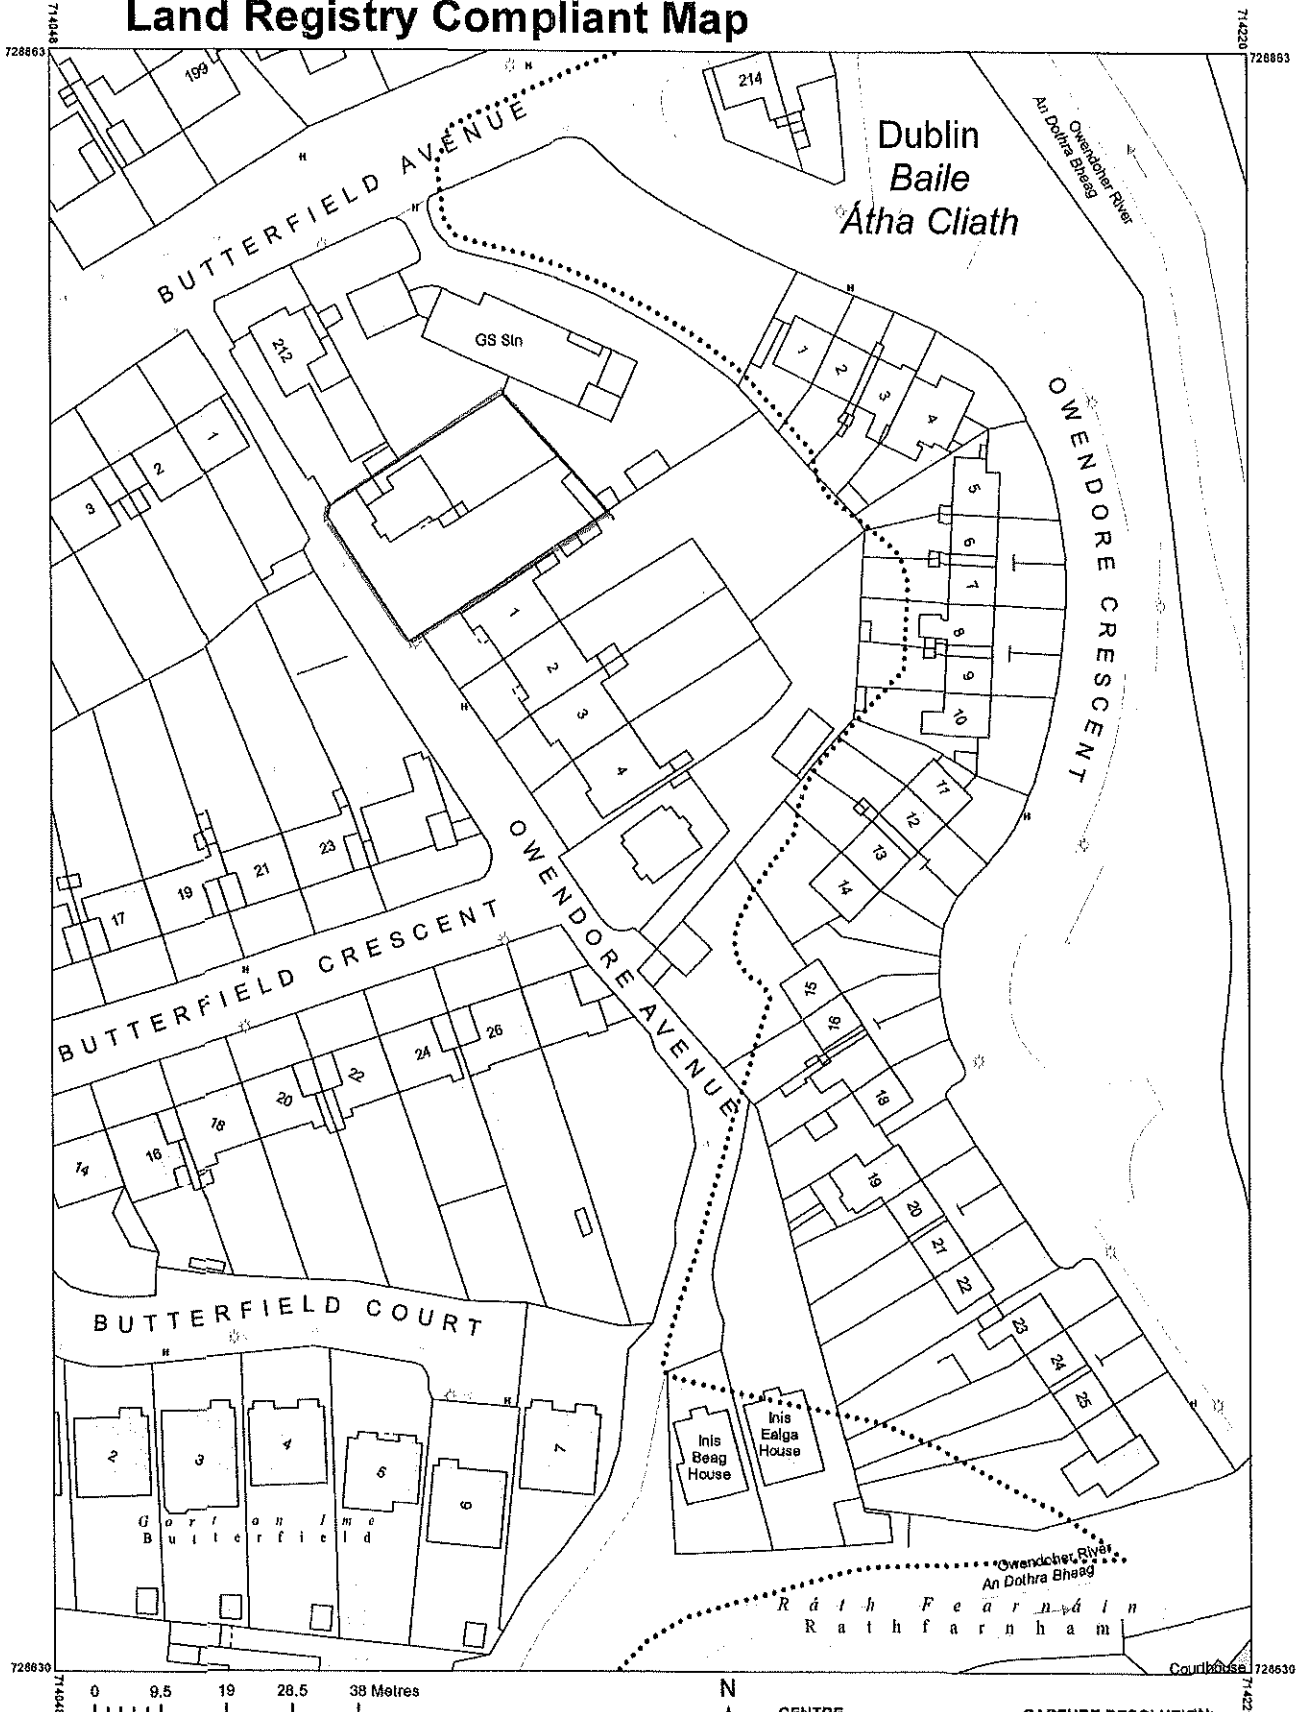 Land Registry Compliant Map
714048
714220
728863
728863
199
H
214
BUTTERFIELD AVENUE
Dublin
Baile
Átha Cliath
Owendoher River
An Dothra Bheag
H
H
H
212
GS Stn
1
2
3
4
1
2
3
OWENDORE CRESCENT
5
6
7
8
9
10
1
2
3
4
H
11
12
13
14
H
OWENDORE AVENUE
23
21
19
17
BUTTERFIELD CRESCENT
H
15
16
18
26
24
22
20
18
16
14
19
20
21
22
23
24
25
H
BUTTERFIELD COURT
H
H
2
3
4
5
6
7
Inis
Beag
House
Inis
Ealga
House
Gort an Ime
Butterfield
Owendoher River
An Dothra Bheag
Ráth Fearnáin
Rathfarnham
Courthouse
728630
728630
714048
0 9.5 19 28.5 38 Metres
N
CENTRE